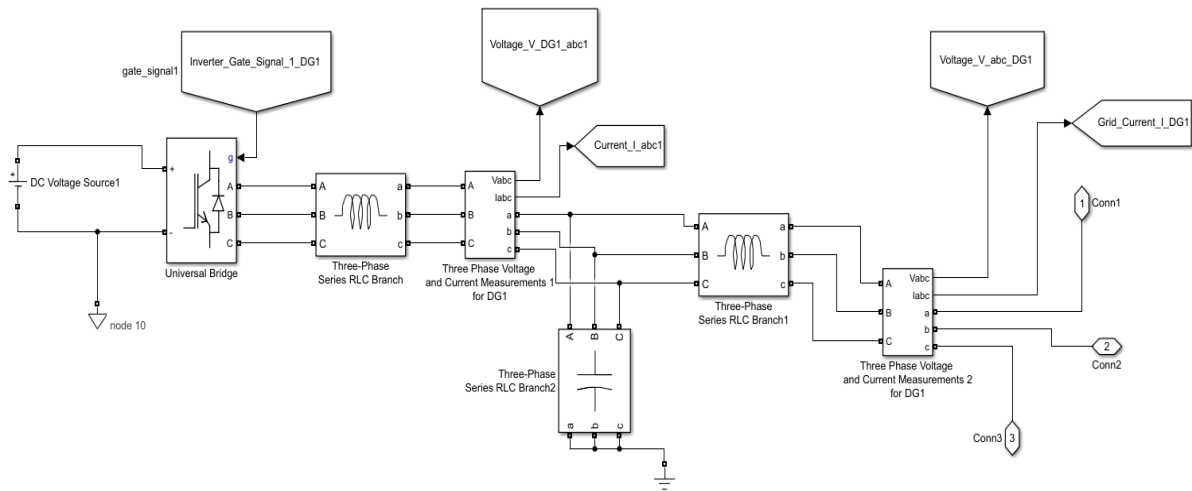 gate_signal1
Inverter_Gate_Signal_1_DG1
Voltage_V_DG1_abc1
Voltage_V_abc_DG1
Grid_Current_I_DG1
Current_I_abc1
+
DC Voltage Source1
+
-
g
A
B
C
Universal Bridge
node 10
A
B
C
a
b
c
Three-Phase
Series RLC Branch
A
B
C
Vabc
Iabc
a
b
c
Three Phase Voltage
and Current Measurements 1
for DG1
A
B
C
a
b
c
Three-Phase
Series RLC Branch1
A
B
C
a
b
c
Three-Phase
Series RLC Branch2
A
B
C
Vabc
Iabc
a
b
c
Three Phase Voltage
and Current Measurements 2
for DG1
1
Conn1
2
Conn2
Conn3
3